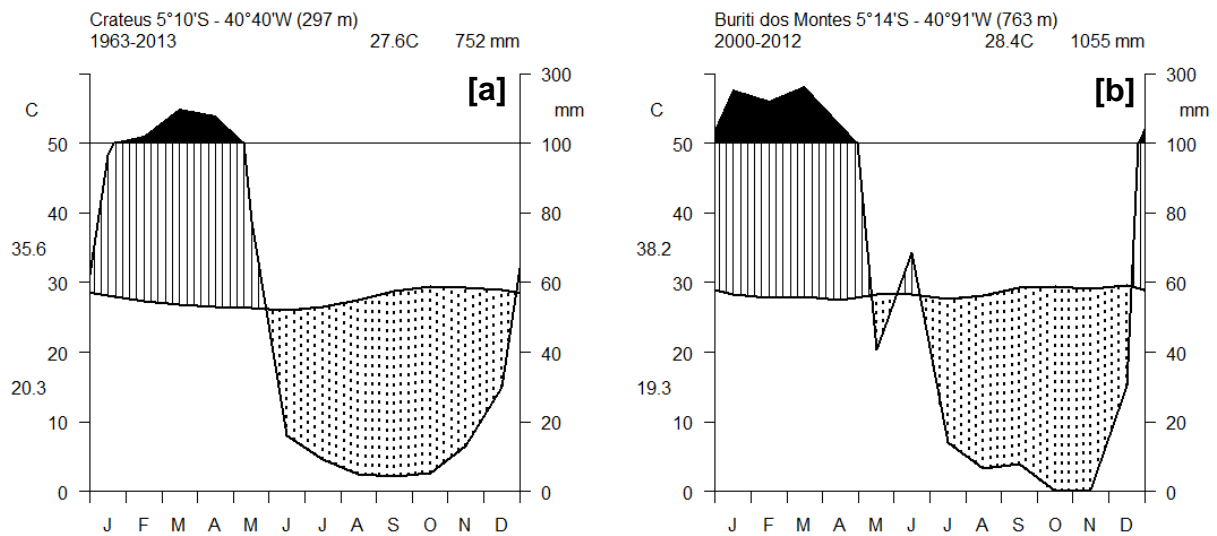 Crateus 5°10'S - 40°40'W (297 m)
1963-2013 27.6C 752 mm
[a]
C
300
mm
50
100
40
80
35.6
30
60
20
40
20.3
10
20
0
0
J F M A M J J A S O N D
Buriti dos Montes 5°14'S - 40°91'W (763 m)
2000-2012 28.4C 1055 mm
[b]
C
300
mm
50
100
40
80
38.2
30
60
20
40
19.3
10
20
0
0
J F M A M J J A S O N D